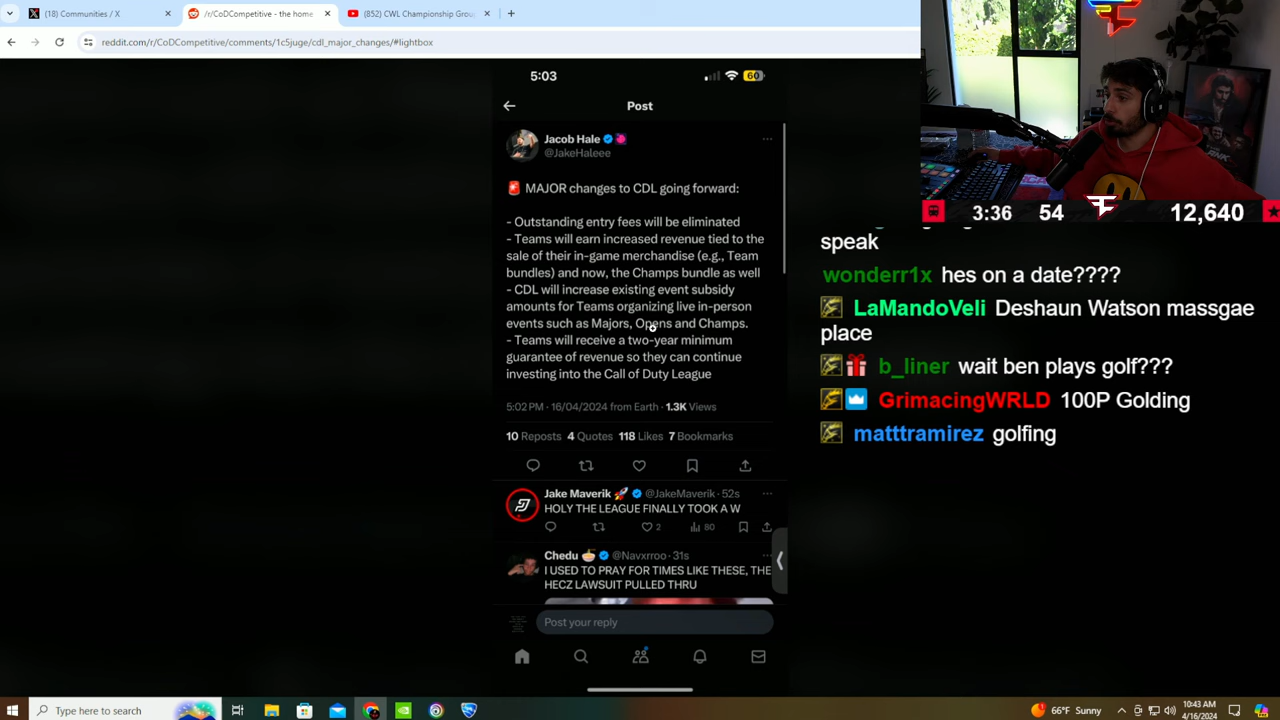 (18) Communities / X
/r/CoDCompetitive - the home
(852) CWL Championship Grou
reddit.com/r/CoDCompetitive/comments/1c5juge/cdl_major_changes/#lightbox
5:03
60
Post
Jacob Hale
@JakeHaleee
🚨 MAJOR changes to CDL going forward:
- Outstanding entry fees will be eliminated
- Teams will earn increased revenue tied to the
sale of their in-game merchandise (e.g., Team
bundles) and now, the Champs bundle as well
- CDL will increase existing event subsidy
amounts for Teams organizing live in-person
events such as Majors, Opens and Champs.
- Teams will receive a two-year minimum
guarantee of revenue so they can continue
investing into the Call of Duty League
5:02 PM · 16/04/2024 from Earth · 1.3K Views
10 Reposts 4 Quotes 118 Likes 7 Bookmarks
Jake Maverik 🚀 @JakeMaverik · 52s
HOLY THE LEAGUE FINALLY TOOK A W
2
80
Chedu 🍜 @Navxrroo · 31s
I USED TO PRAY FOR TIMES LIKE THESE, THE
HECZ LAWSUIT PULLED THRU
Post your reply
3:36 54 12,640
speak
wonderr1x hes on a date????
LaMandoVeli Deshaun Watson massgae
place
b_liner wait ben plays golf???
GrimacingWRLD 100P Golding
matttramirez golfing
Type here to search
66°F Sunny
10:43 AM
4/16/2024